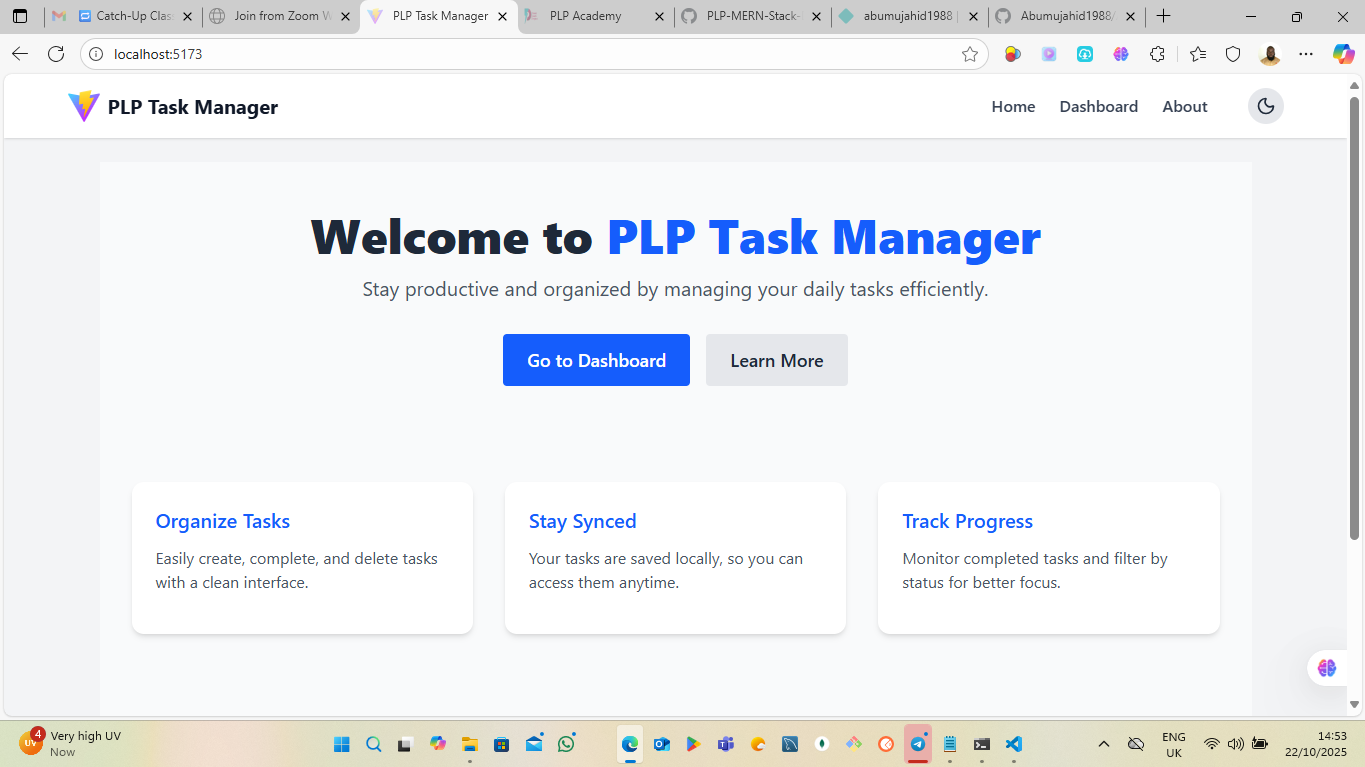 Catch-Up Clas
Join from Zoom W
PLP Task Manager
PLP Academy
PLP-MERN-Stack-
abumujahid1988 |
Abumujahid1988/
localhost:5173
PLP Task Manager
Home
Dashboard
About
Welcome to PLP Task Manager
Stay productive and organized by managing your daily tasks efficiently.
Go to Dashboard
Learn More
Organize Tasks
Easily create, complete, and delete tasks
with a clean interface.
Stay Synced
Your tasks are saved locally, so you can
access them anytime.
Track Progress
Monitor completed tasks and filter by
status for better focus.
UV
4
Very high UV
Now
ENG
UK
14:53
22/10/2025